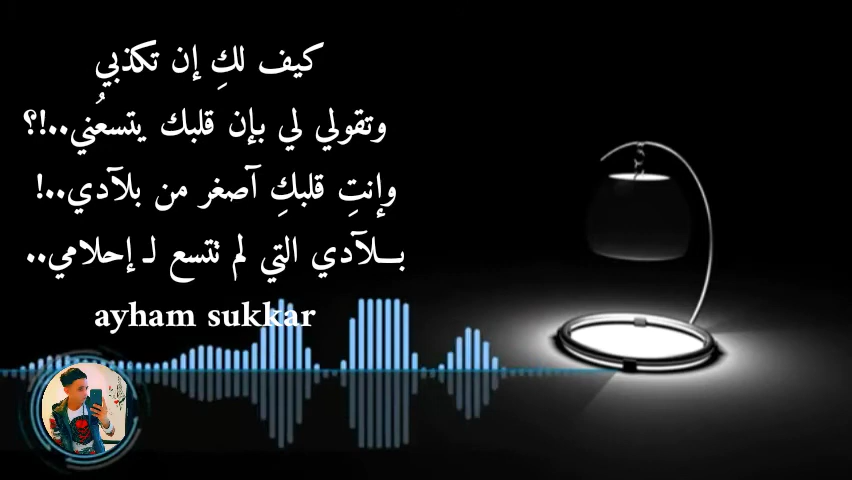 كيف لكِ إن تكذبي
وتقولي لي بإن قلبك يتسعُني..!؟
وإنتِ قلبكِ آصغر من بلآدي..!
بــلآدي التي لم تتسع لـ إحلامي..
ayham sukkar